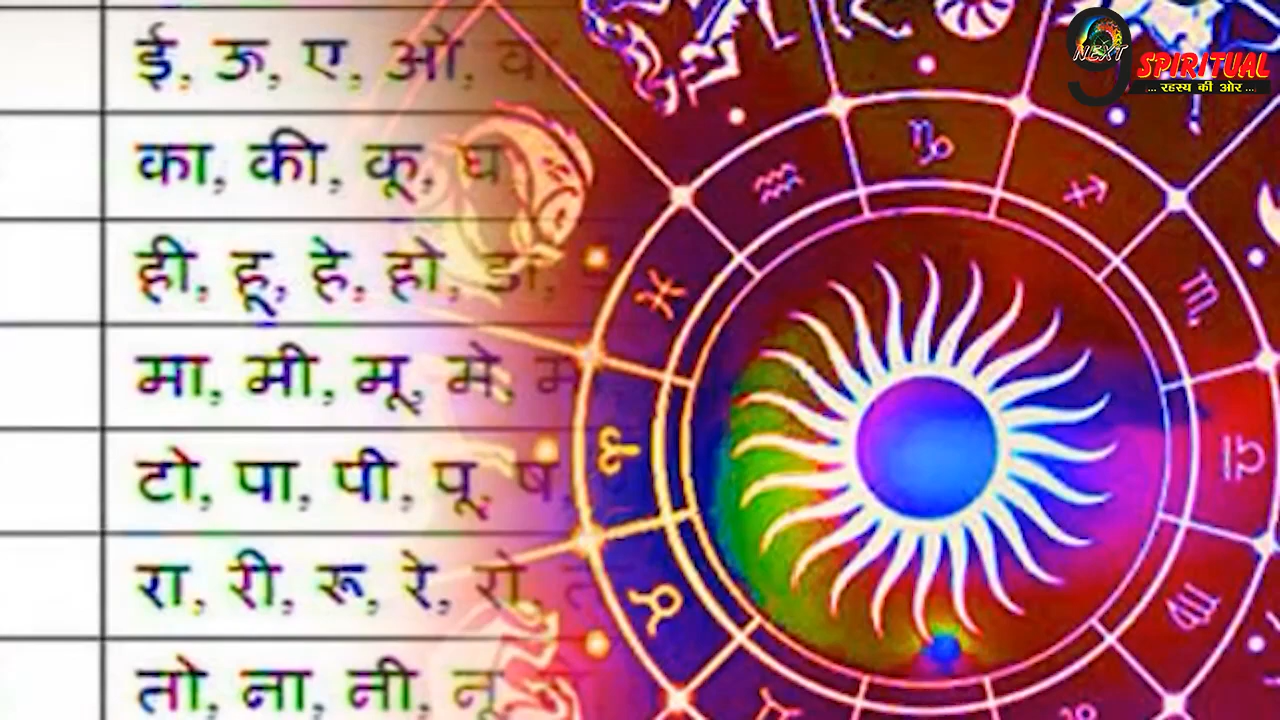 ई, ऊ, ए, ओ, वा
का, की, कू, घ
ही, हू, हे, हो, डा,
मा, मी, मू, मे, म
टो, पा, पी, पू, ष,
रा, री, रू, रे, रो, त
तो, ना, नी, नू
9
NEXT
SPIRITUAL
... रहस्य की ओर ...